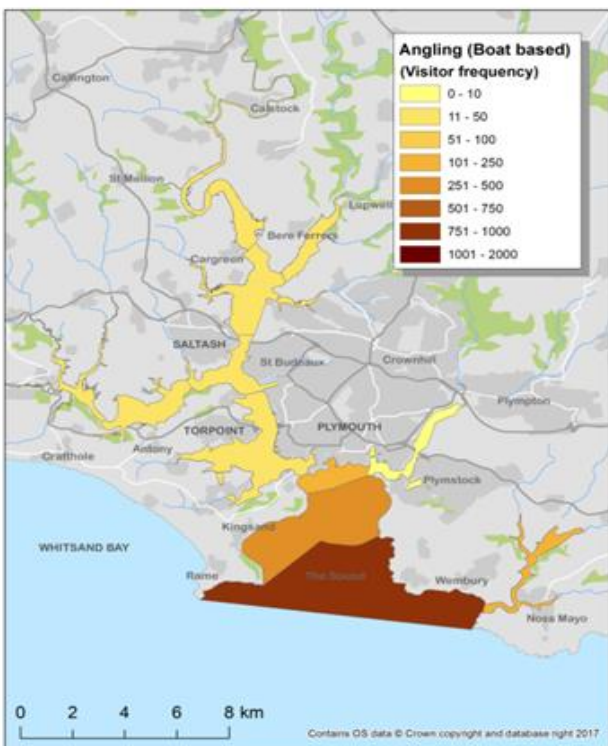 Angling (Boat based)
(Visitor frequency)
0 - 10
11 - 50
51 - 100
101 - 250
251 - 500
501 - 750
751 - 1000
1001 - 2000
Callington
Calstock
St Mellion
Bere Ferrers
Cargreen
SALTASH
St Budeaux
Crownhill
Plympton
TORPOINT
PLYMOUTH
Antony
Crafthole
Plymstock
Kingsand
WHITSAND BAY
Rame
The Sound
Wembury
Noss Mayo
0 2 4 8 km
Contains OS data © Crown copyright and database right 2017